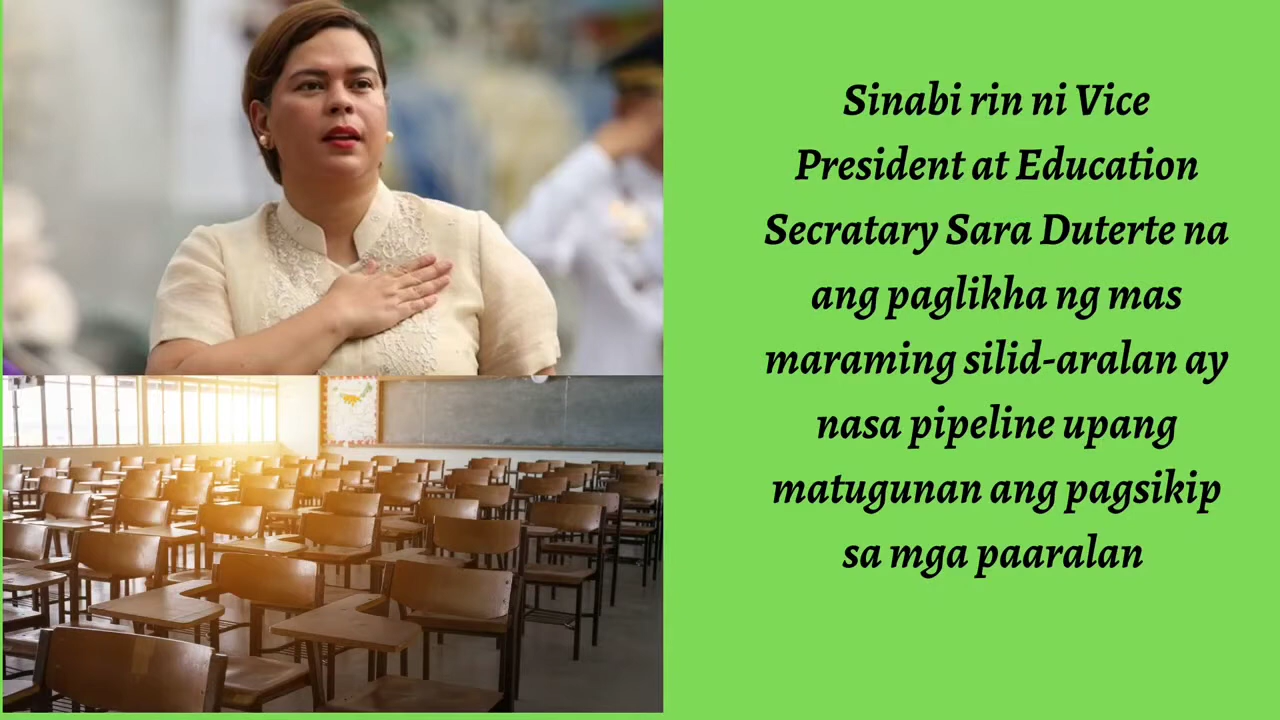 Sinabi rin ni Vice
President at Education
Secratary Sara Duterte na
ang paglikha ng mas
maraming silid-aralan ay
nasa pipeline upang
matugunan ang pagsikip
sa mga paaralan